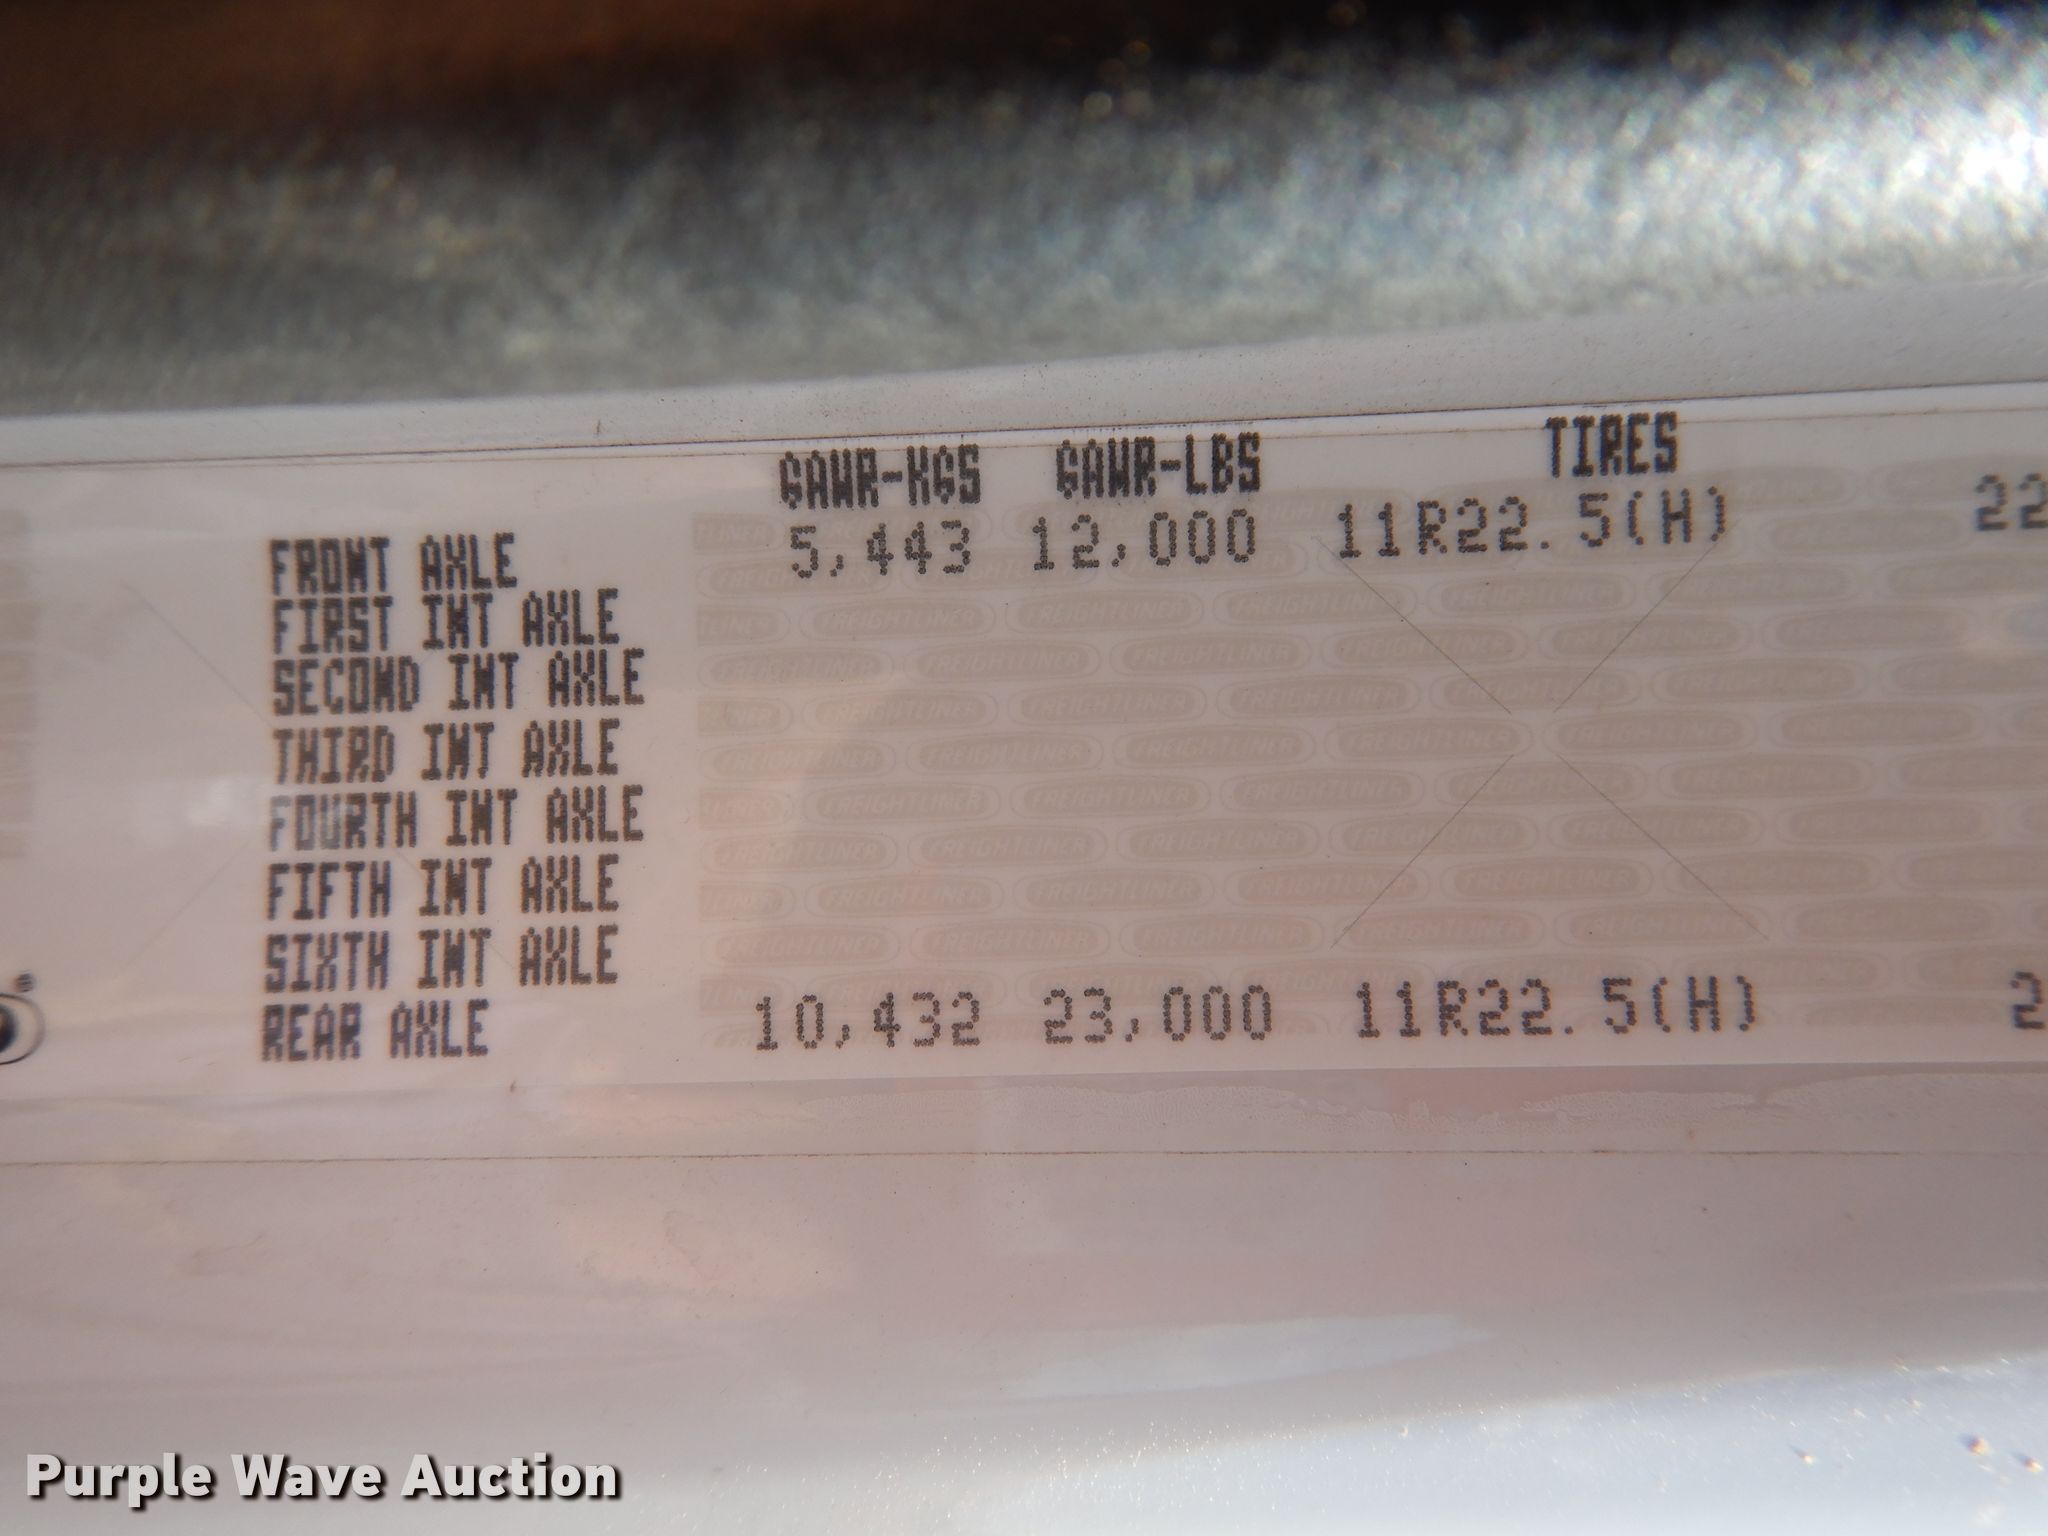 GAWR-KGS GAWR-LBS TIRES
FRONT AXLE 5,443 12,000 11R22.5(H) 22
FIRST INT AXLE
SECOND INT AXLE
THIRD INT AXLE
FOURTH INT AXLE
FIFTH INT AXLE
SIXTH INT AXLE
REAR AXLE 10,432 23,000 11R22.5(H) 2
FREIGHTLINER
Purple Wave Auction